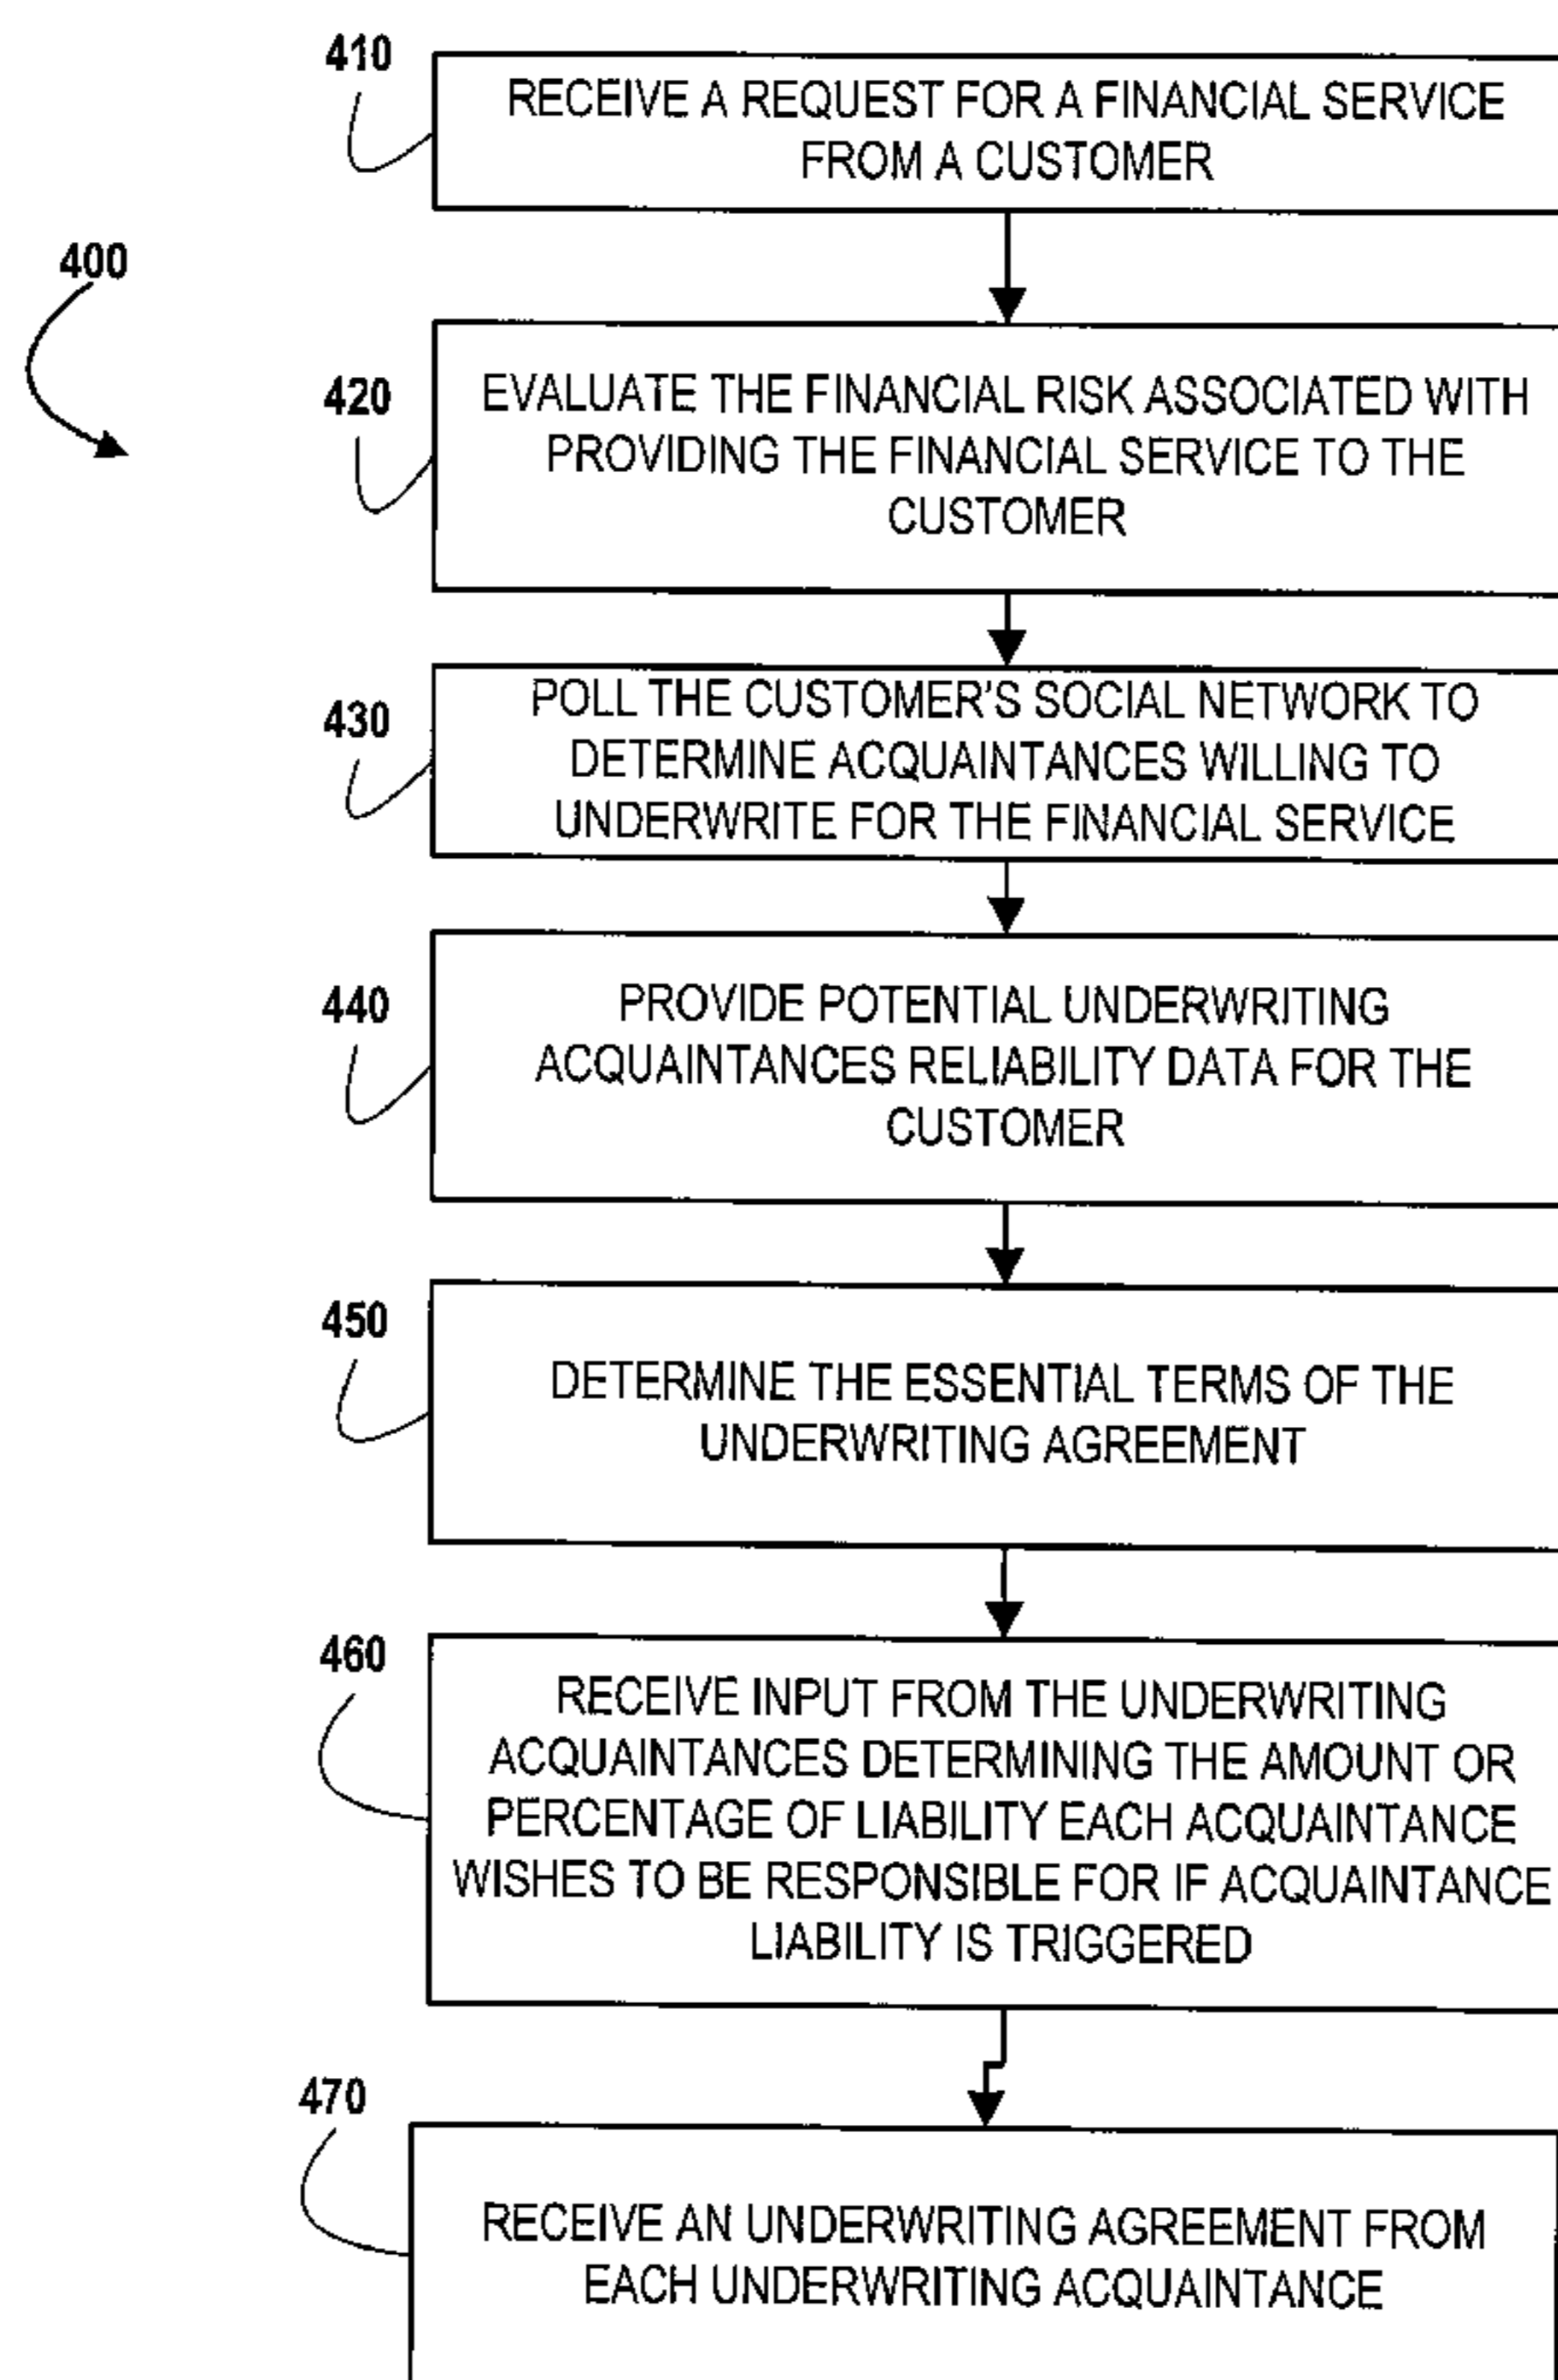 410
RECEIVE A REQUEST FOR A FINANCIAL SERVICE
FROM A CUSTOMER
400
420
EVALUATE THE FINANCIAL RISK ASSOCIATED WITH
PROVIDING THE FINANCIAL SERVICE TO THE
CUSTOMER
430
POLL THE CUSTOMER'S SOCIAL NETWORK TO
DETERMINE ACQUAINTANCES WILLING TO
UNDERWRITE FOR THE FINANCIAL SERVICE
440
PROVIDE POTENTIAL UNDERWRITING
ACQUAINTANCES RELIABILITY DATA FOR THE
CUSTOMER
450
DETERMINE THE ESSENTIAL TERMS OF THE
UNDERWRITING AGREEMENT
460
RECEIVE INPUT FROM THE UNDERWRITING
ACQUAINTANCES DETERMINING THE AMOUNT OR
PERCENTAGE OF LIABILITY EACH ACQUAINTANCE
WISHES TO BE RESPONSIBLE FOR IF ACQUAINTANCE
LIABILITY IS TRIGGERED
470
RECEIVE AN UNDERWRITING AGREEMENT FROM
EACH UNDERWRITING ACQUAINTANCE